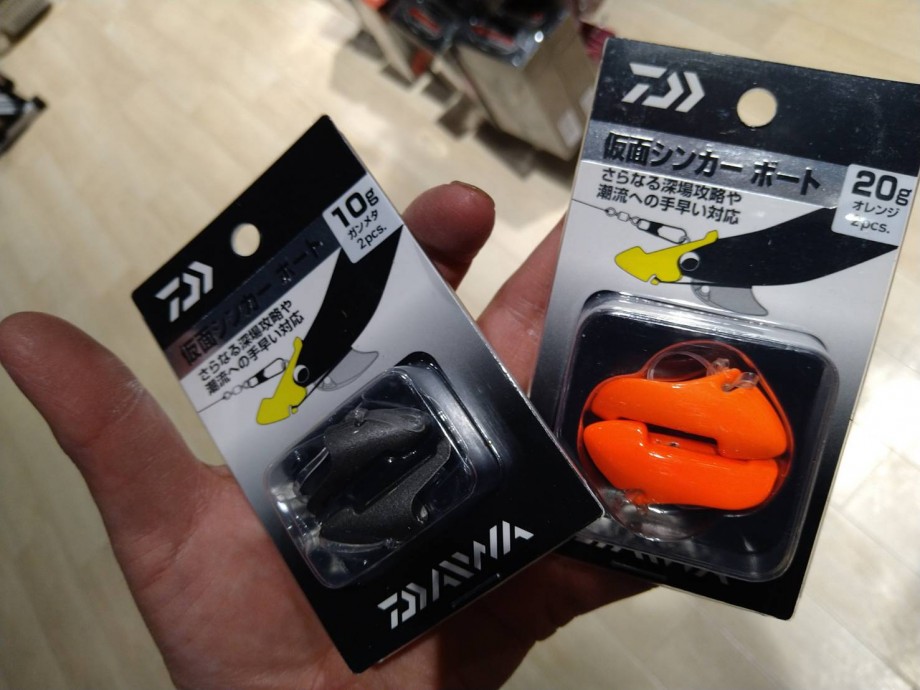 10g
ガンメタ
2pcs.
仮面シンカー ボート
さらなる深場攻略や
潮流への手早い対応
DAIWA
仮面シンカー ボート
20g
オレンジ
2pcs.
さらなる深場攻略や
潮流への手早い対応
DAIWA